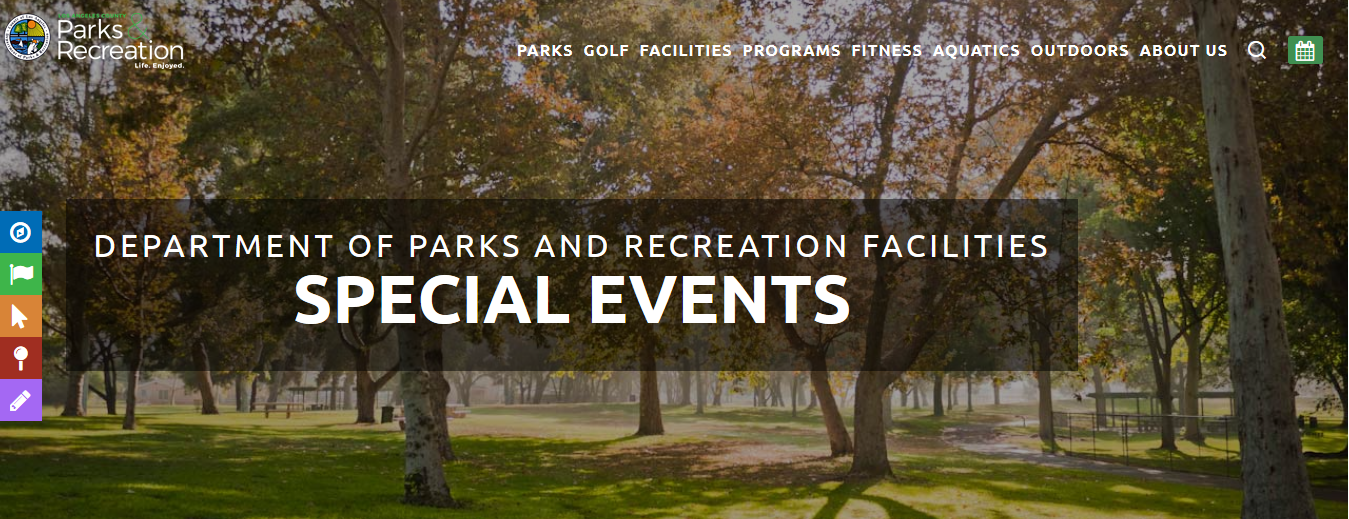 Parks &
Recreation
Life. Enjoyed.
PARKS GOLF FACILITIES PROGRAMS FITNESS AQUATICS OUTDOORS ABOUT US
DEPARTMENT OF PARKS AND RECREATION FACILITIES
SPECIAL EVENTS